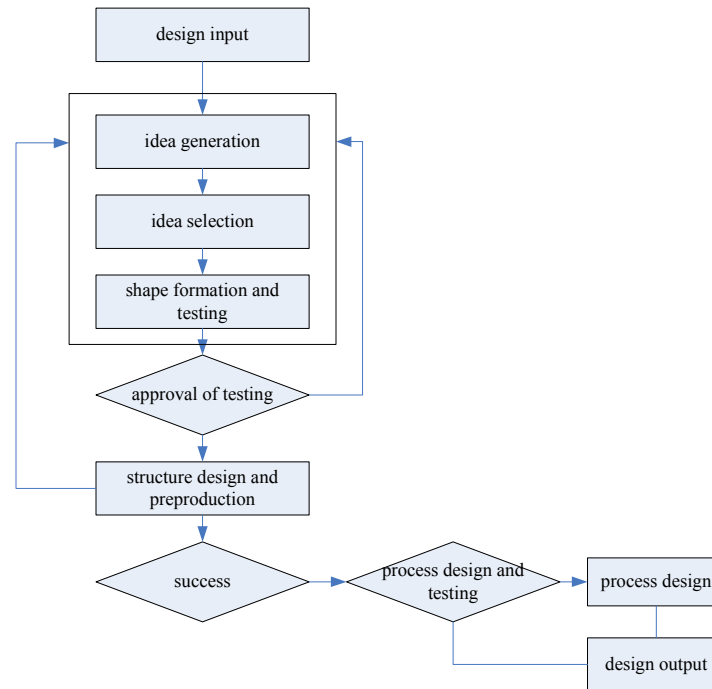 design input
idea generation
idea selection
shape formation and
testing
approval of testing
structure design and
preproduction
success
process design and
testing
process design
design output